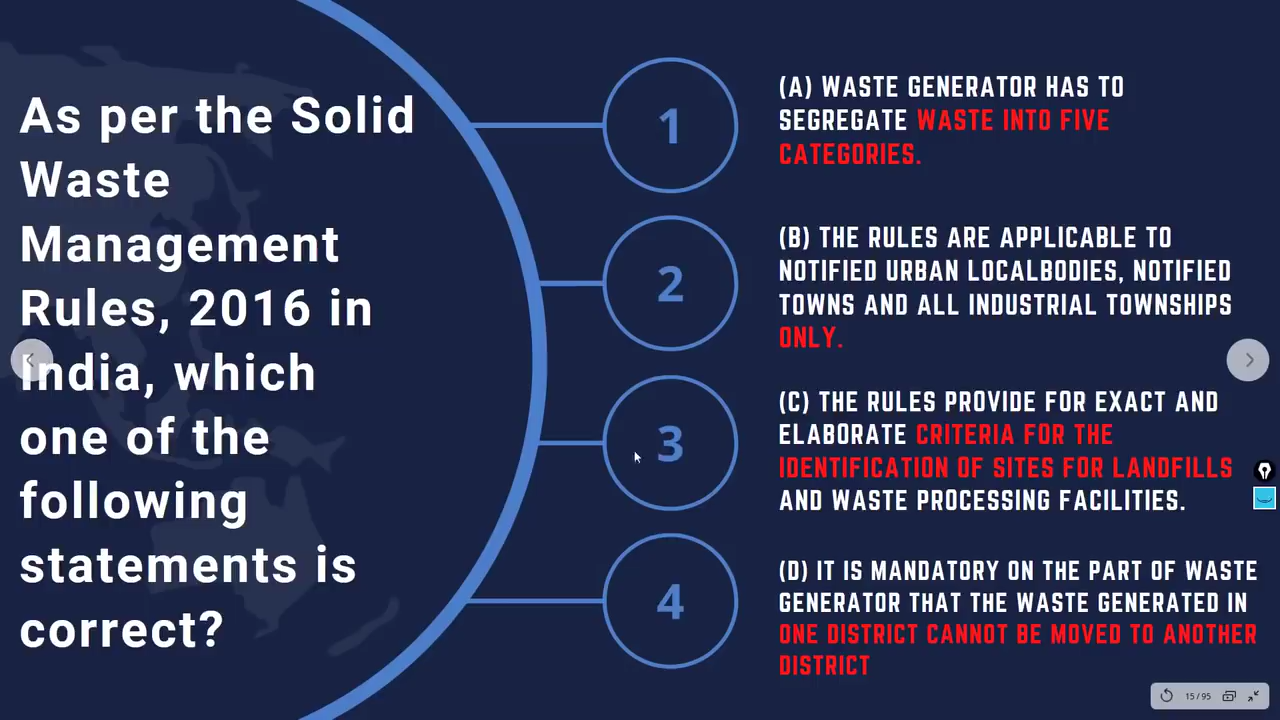 As per the Solid
Waste
Management
Rules, 2016 in
India, which
one of the
following
statements is
correct?
1
(A) WASTE GENERATOR HAS TO
SEGREGATE WASTE INTO FIVE
CATEGORIES.
2
(B) THE RULES ARE APPLICABLE TO
NOTIFIED URBAN LOCALBODIES, NOTIFIED
TOWNS AND ALL INDUSTRIAL TOWNSHIPS
ONLY.
3
(C) THE RULES PROVIDE FOR EXACT AND
ELABORATE CRITERIA FOR THE
IDENTIFICATION OF SITES FOR LANDFILLS
AND WASTE PROCESSING FACILITIES.
4
(D) IT IS MANDATORY ON THE PART OF WASTE
GENERATOR THAT THE WASTE GENERATED IN
ONE DISTRICT CANNOT BE MOVED TO ANOTHER
DISTRICT
15 / 95